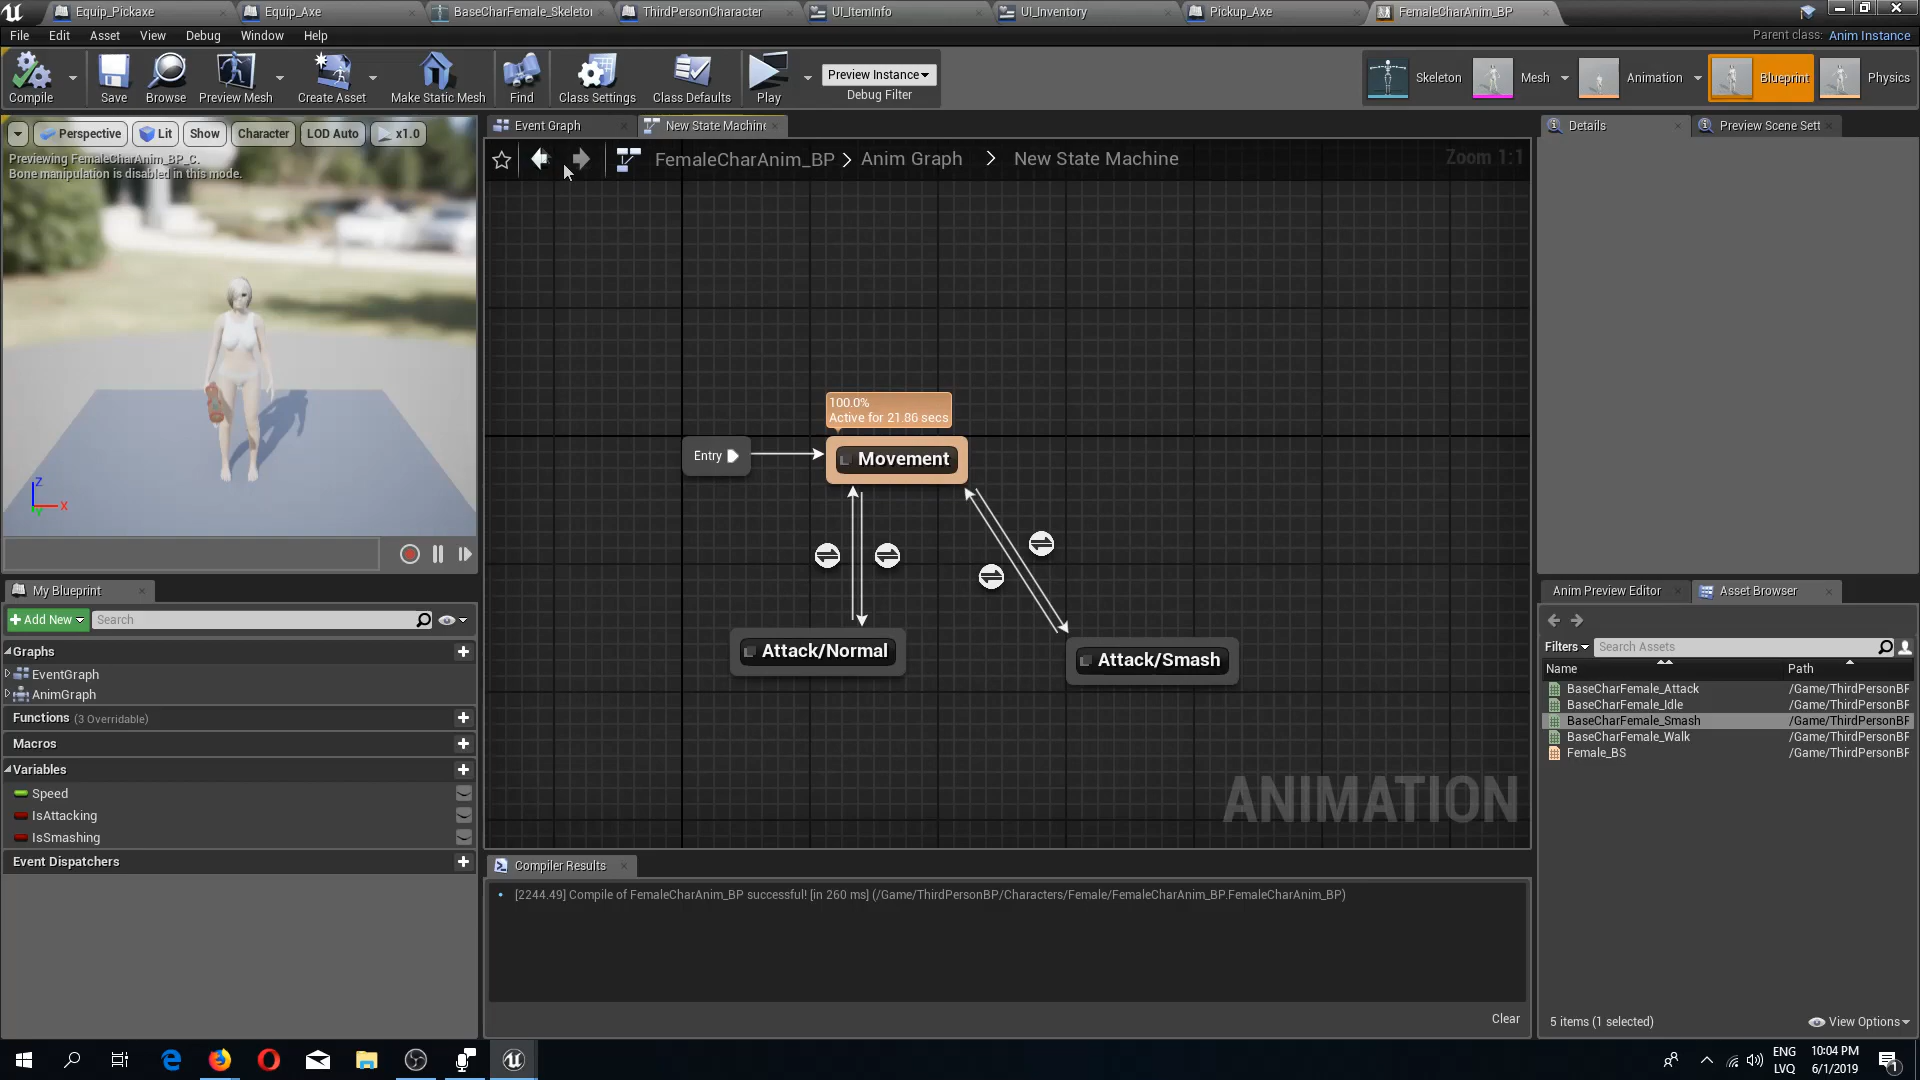 Equip_Pickaxe
Equip_Axe
BaseCharFemale_Skeleto
ThirdPersonCharacter
UI_ItemInfo
UI_Inventory
Pickup_Axe
FemaleCharAnim_BP
File Edit Asset View Debug Window Help
Parent class: Anim Instance
Compile
Save
Browse
Preview Mesh
Create Asset
Make Static Mesh
Find
Class Settings
Class Defaults
Play
Preview Instance
Debug Filter
Skeleton
Mesh
Animation
Blueprint
Physics
Perspective
Lit
Show
Character
LOD Auto
x1.0
Previewing FemaleCharAnim_BP_C.
Bone manipulation is disabled in this mode.
Z
X
Y
Event Graph
New State Machin
FemaleCharAnim_BP > Anim Graph > New State Machine
Zoom 1:1
100.0%
Active for 21.86 secs
Entry
Movement
Attack/Normal
Attack/Smash
ANIMATION
Details
Preview Scene Sett
My Blueprint
Add New
Search
Graphs
EventGraph
AnimGraph
Functions (3 Overridable)
Macros
Variables
Speed
IsAttacking
IsSmashing
Event Dispatchers
Compiler Results
[2244.49] Compile of FemaleCharAnim_BP successful! [in 260 ms] (/Game/ThirdPersonBP/Characters/Female/FemaleCharAnim_BP.FemaleCharAnim_BP)
Clear
Anim Preview Editor
Asset Browser
Filters
Search Assets
Name Path
BaseCharFemale_Attack /Game/ThirdPersonBP
BaseCharFemale_Idle /Game/ThirdPersonBP
BaseCharFemale_Smash /Game/ThirdPersonBP
BaseCharFemale_Walk /Game/ThirdPersonBP
Female_BS /Game/ThirdPersonBP
5 items (1 selected)
View Options
ENG
LVQ
10:04 PM
6/1/2019
1